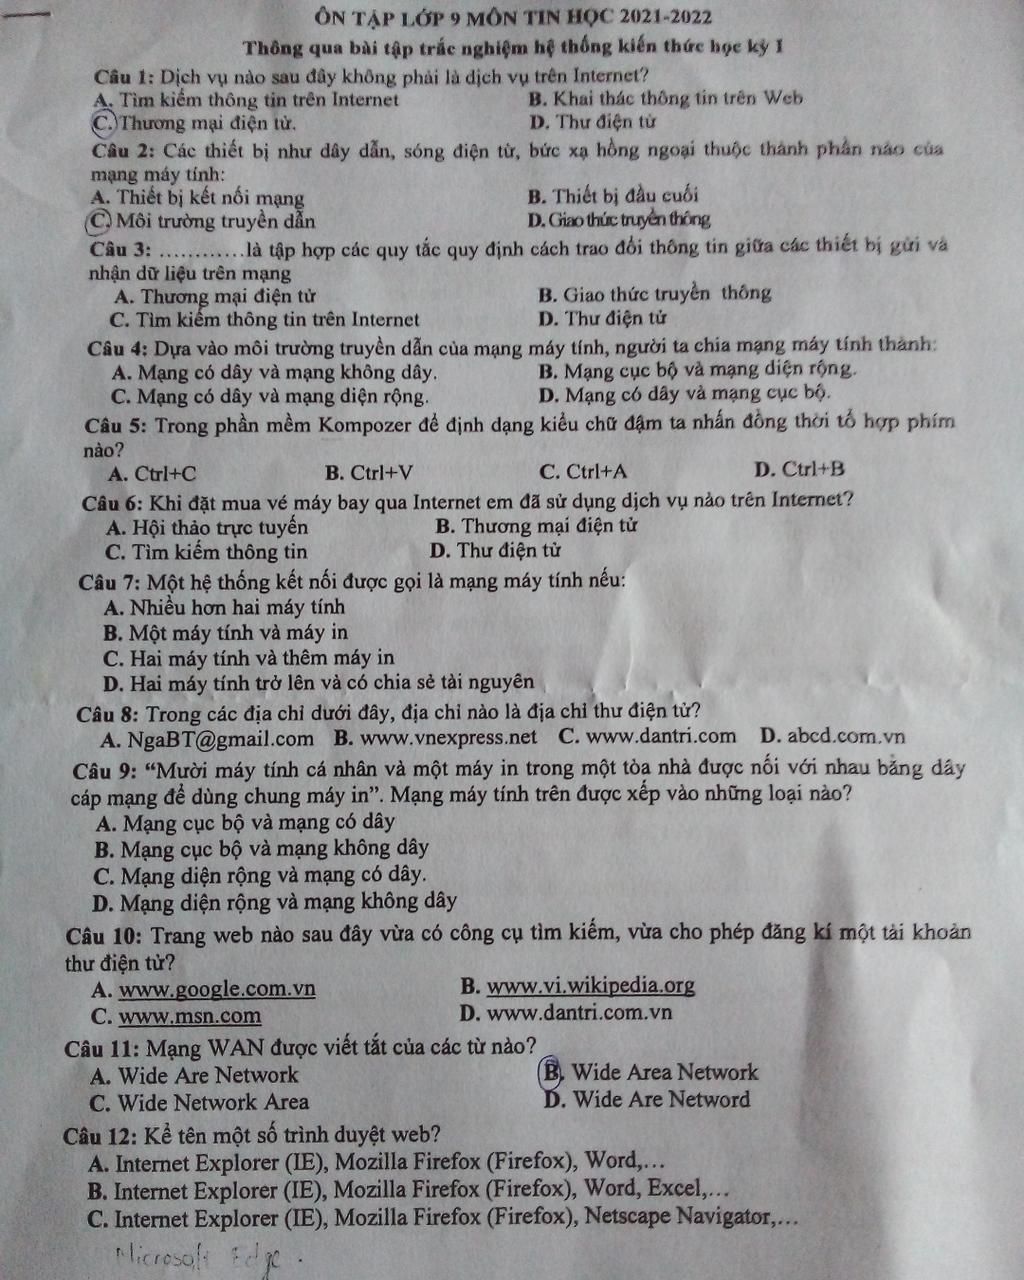 ÔN TẬP LỚP 9 MÔN TIN HỌC 2021-2022
Thông qua bài tập trắc nghiệm hệ thống kiến thức học kỳ I
Câu 1: Dịch vụ nào sau đây không phải là dịch vụ trên Internet?
A. Tìm kiếm thông tin trên Internet B. Khai thác thông tin trên Web
C. Thương mại điện tử. D. Thư điện tử
Câu 2: Các thiết bị như dây dẫn, sóng điện từ, bức xạ hồng ngoại thuộc thành phần nào của
mạng máy tính:
A. Thiết bị kết nối mạng B. Thiết bị đầu cuối
C. Môi trường truyền dẫn D. Giao thức truyền thông
Câu 3: ............là tập hợp các quy tắc quy định cách trao đổi thông tin giữa các thiết bị gửi và
nhận dữ liệu trên mạng
A. Thương mại điện tử B. Giao thức truyền thông
C. Tìm kiếm thông tin trên Internet D. Thư điện tử
Câu 4: Dựa vào môi trường truyền dẫn của mạng máy tính, người ta chia mạng máy tính thành:
A. Mạng có dây và mạng không dây. B. Mạng cục bộ và mạng diện rộng.
C. Mạng có dây và mạng diện rộng. D. Mạng có dây và mạng cục bộ.
Câu 5: Trong phần mềm Kompozer để định dạng kiểu chữ đậm ta nhấn đồng thời tổ hợp phím
nào?
A. Ctrl+C B. Ctrl+V C. Ctrl+A D. Ctrl+B
Câu 6: Khi đặt mua vé máy bay qua Internet em đã sử dụng dịch vụ nào trên Internet?
A. Hội thảo trực tuyến B. Thương mại điện tử
C. Tìm kiếm thông tin D. Thư điện tử
Câu 7: Một hệ thống kết nối được gọi là mạng máy tính nếu:
A. Nhiều hơn hai máy tính
B. Một máy tính và máy in
C. Hai máy tính và thêm máy in
D. Hai máy tính trở lên và có chia sẻ tài nguyên
Câu 8: Trong các địa chỉ dưới đây, địa chỉ nào là địa chỉ thư điện tử?
A. NgaBT@gmail.com B. www.vnexpress.net C. www.dantri.com D. abcd.com.vn
Câu 9: “Mười máy tính cá nhân và một máy in trong một tòa nhà được nối với nhau bằng dây
cáp mạng để dùng chung máy in”. Mạng máy tính trên được xếp vào những loại nào?
A. Mạng cục bộ và mạng có dây
B. Mạng cục bộ và mạng không dây
C. Mạng diện rộng và mạng có dây.
D. Mạng diện rộng và mạng không dây
Câu 10: Trang web nào sau đây vừa có công cụ tìm kiếm, vừa cho phép đăng kí một tài khoản
thư điện tử?
A. www.google.com.vn B. www.vi.wikipedia.org
C. www.msn.com D. www.dantri.com.vn
Câu 11: Mạng WAN được viết tắt của các từ nào?
A. Wide Are Network B. Wide Area Network
C. Wide Network Area D. Wide Are Netword
Câu 12: Kể tên một số trình duyệt web?
A. Internet Explorer (IE), Mozilla Firefox (Firefox), Word,…
B. Internet Explorer (IE), Mozilla Firefox (Firefox), Word, Excel,…
C. Internet Explorer (IE), Mozilla Firefox (Firefox), Netscape Navigator,…
Microsoft Edge.